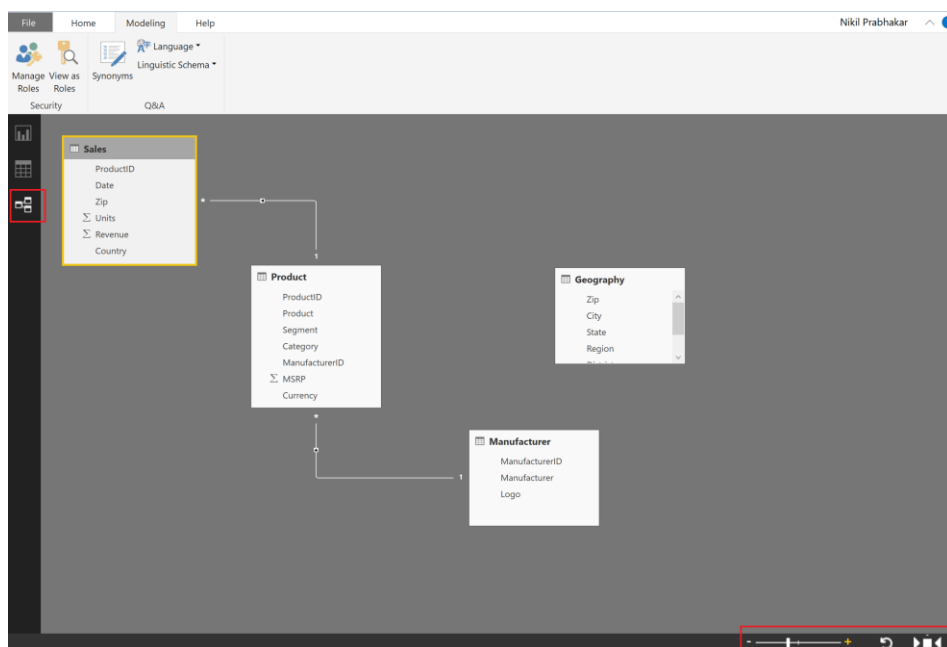 File Home Modeling Help Nikil Prabhakar
Language
Linguistic Schema
Manage Roles
View as Roles
Synonyms
Security Q&A
Sales
ProductID
Date
Zip
Σ Units
Σ Revenue
Country
* 1
Product
ProductID
Product
Segment
Category
ManufacturerID
Σ MSRP
Currency
Geography
Zip
City
State
Region
* 1
Manufacturer
ManufacturerID
Manufacturer
Logo
- +